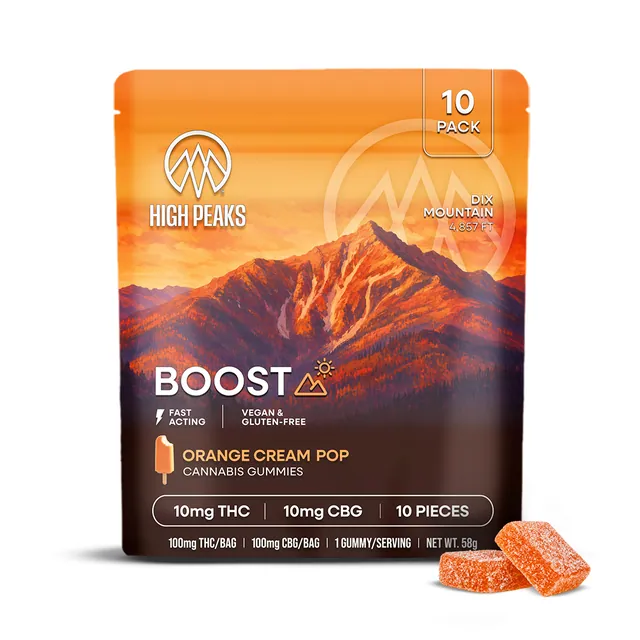 10
PACK
HIGH PEAKS
DIX
MOUNTAIN
4,857 FT
BOOST
FAST
ACTING
VEGAN &
GLUTEN-FREE
ORANGE CREAM POP
CANNABIS GUMMIES
10mg THC | 10mg CBG | 10 PIECES
100mg THC/BAG | 100mg CBG/BAG | 1 GUMMY/SERVING | NET WT. 58g